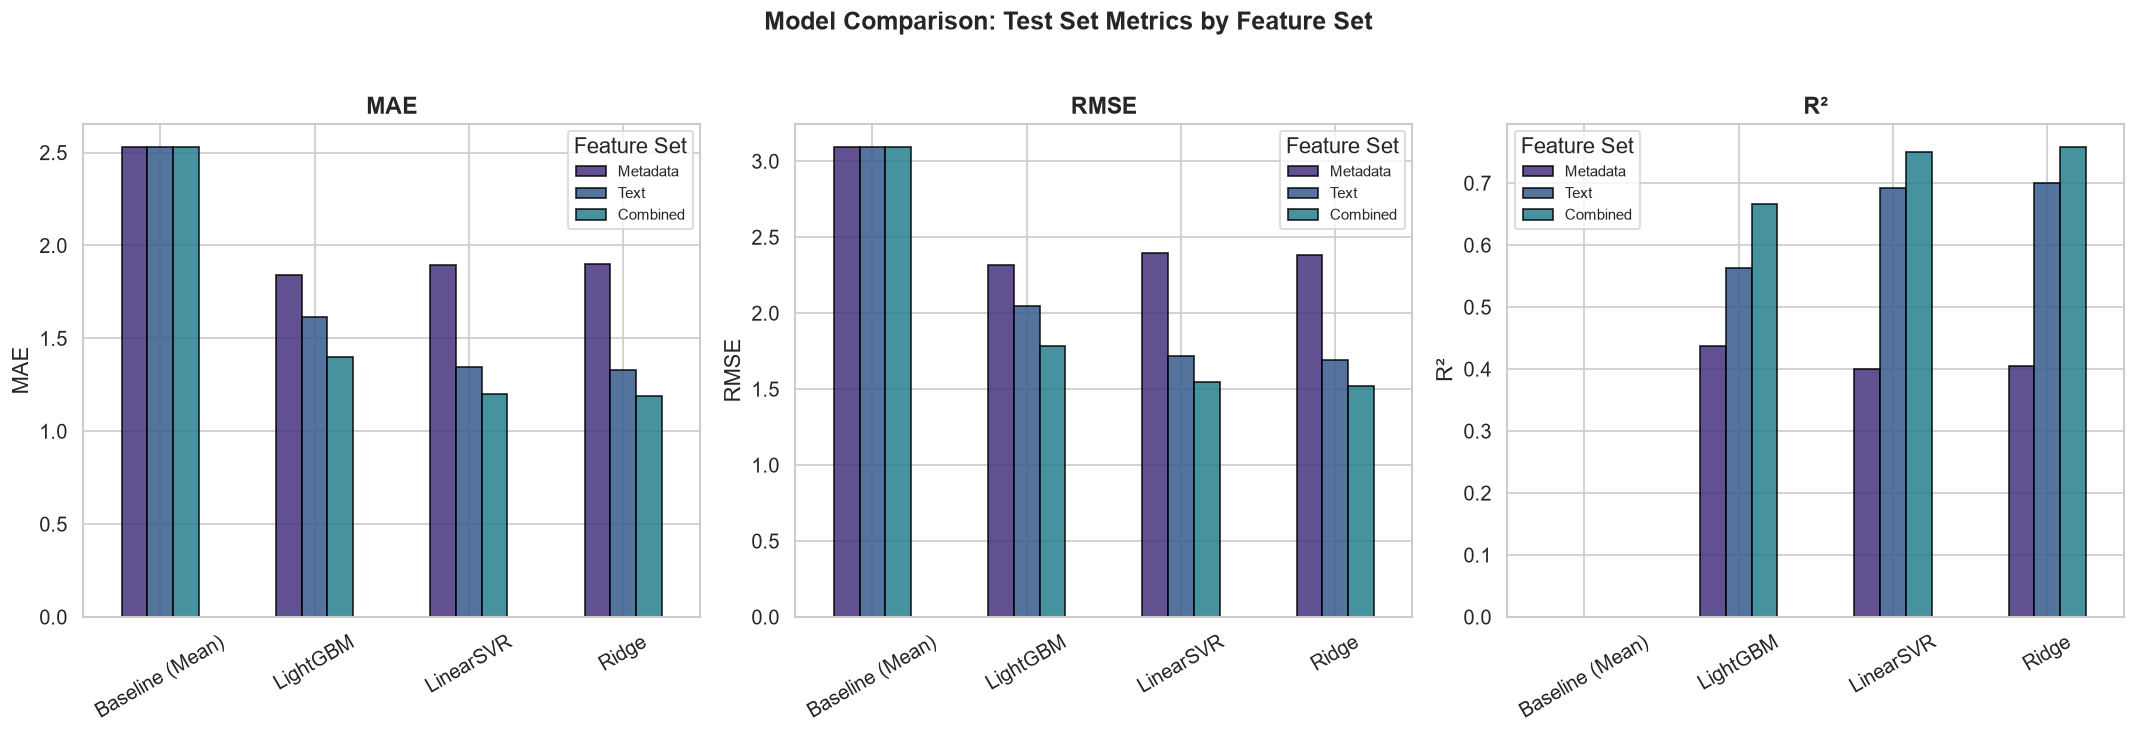 Model Comparison: Test Set Metrics by Feature Set
MAE
MAE
2.5
2.0
1.5
1.0
0.5
0.0
Feature Set
Metadata
Text
Combined
Baseline (Mean)
LightGBM
LinearSVR
Ridge
RMSE
RMSE
3.0
2.5
2.0
1.5
1.0
0.5
0.0
Feature Set
Metadata
Text
Combined
Baseline (Mean)
LightGBM
LinearSVR
Ridge
R²
R²
0.7
0.6
0.5
0.4
0.3
0.2
0.1
0.0
Feature Set
Metadata
Text
Combined
Baseline (Mean)
LightGBM
LinearSVR
Ridge